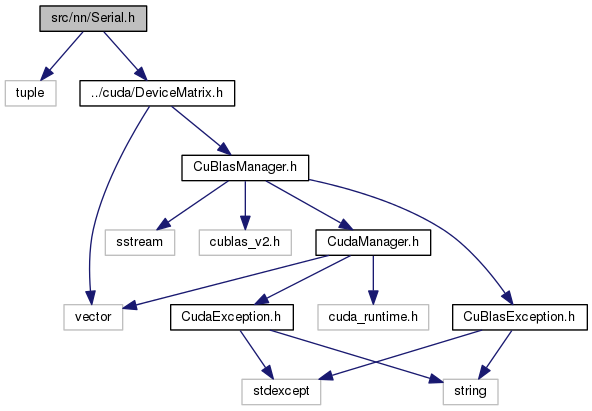 src/nn/Serial.h
tuple
../cuda/DeviceMatrix.h
CuBlasManager.h
sstream
cublas_v2.h
CudaManager.h
vector
CudaException.h
cuda_runtime.h
CuBlasException.h
stdexcept
string